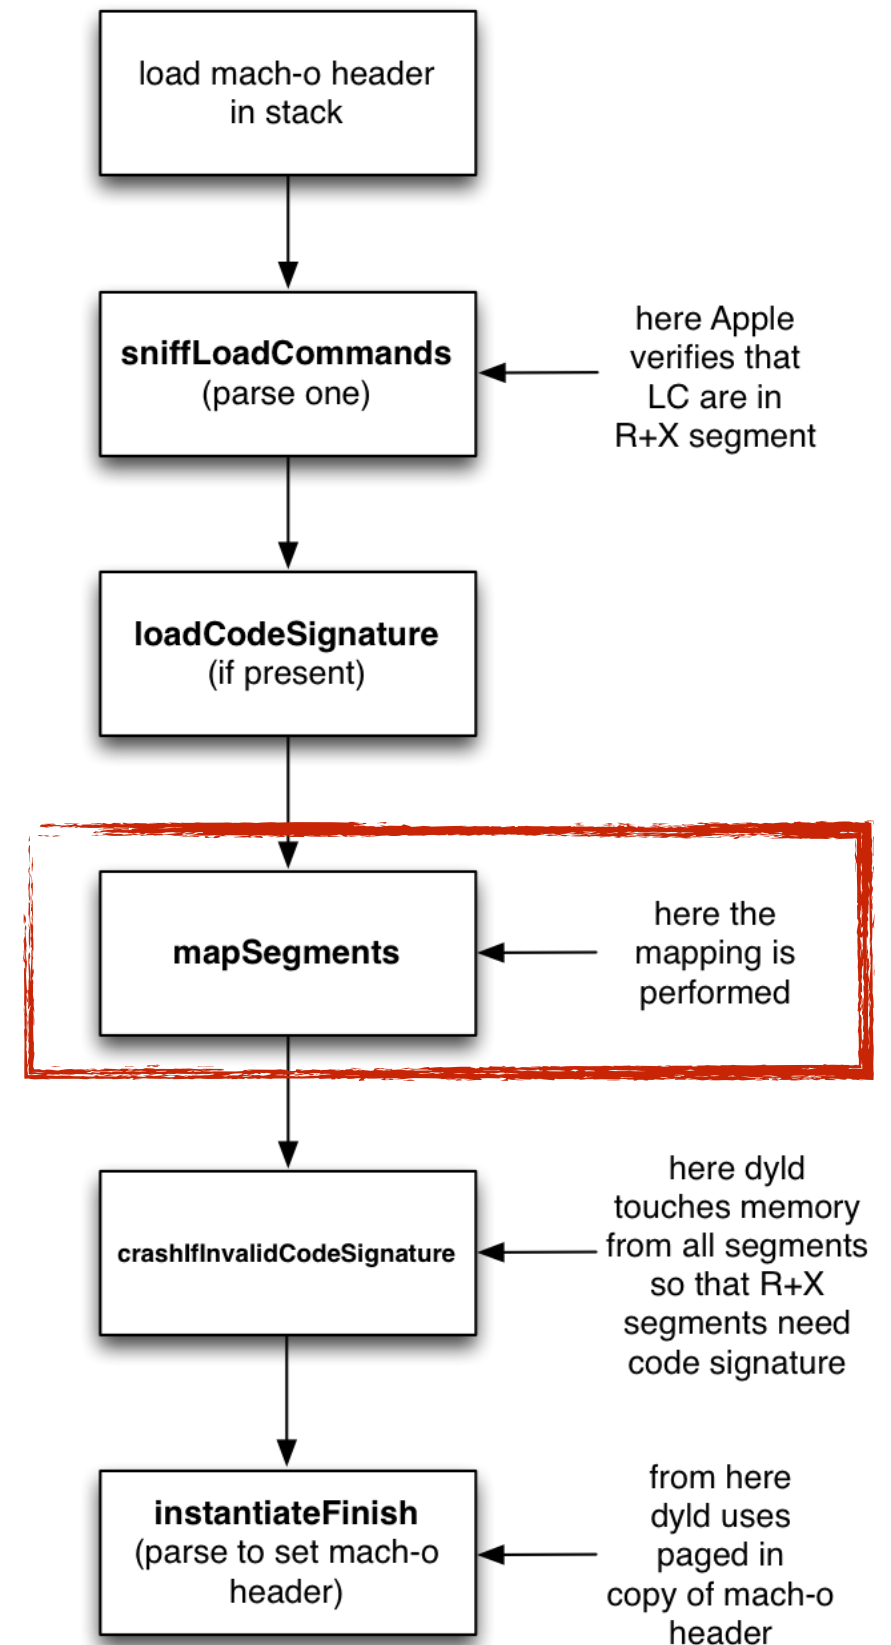 load mach-o header
in stack
sniffLoadCommands
(parse one)
here Apple
verifies that
LC are in
R+X segment
loadCodeSignature
(if present)
mapSegments
here the
mapping is
performed
crashIfInvalidCodeSignature
here dyld
touches memory
from all segments
so that R+X
segments need
code signature
instantiateFinish
(parse to set mach-o
header)
from here
dyld uses
paged in
copy of mach-o
header